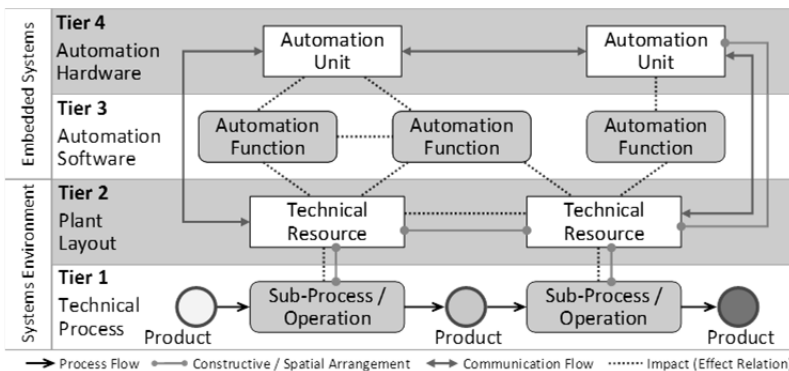 Embedded Systems
Tier 4
Automation
Hardware
Automation
Unit
Automation
Unit
Tier 3
Automation
Software
Automation
Function
Automation
Function
Automation
Function
Systems Environment
Tier 2
Plant
Layout
Technical
Resource
Technical
Resource
Tier 1
Technical
Process
Product
Sub-Process /
Operation
Product
Sub-Process /
Operation
Product
Process Flow
Constructive / Spatial Arrangement
Communication Flow
Impact (Effect Relation)